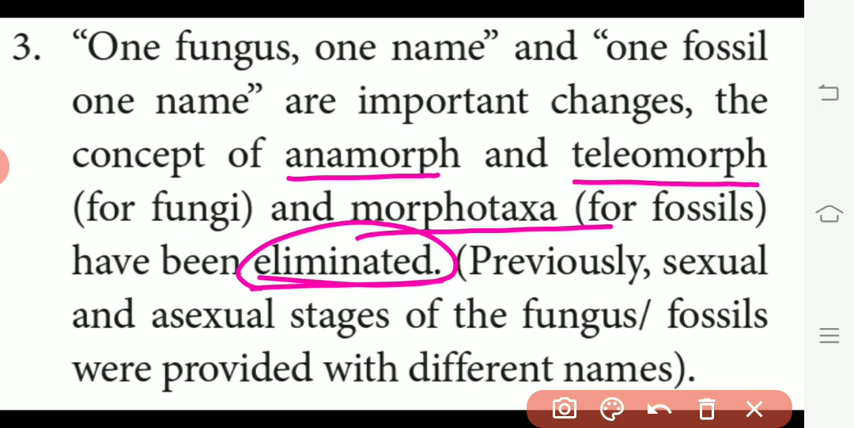 3. “One fungus, one name” and “one fossil
one name” are important changes, the
concept of anamorph and teleomorph
(for fungi) and morphotaxa (for fossils)
have been eliminated. (Previously, sexual
and asexual stages of the fungus/ fossils
were provided with different names).